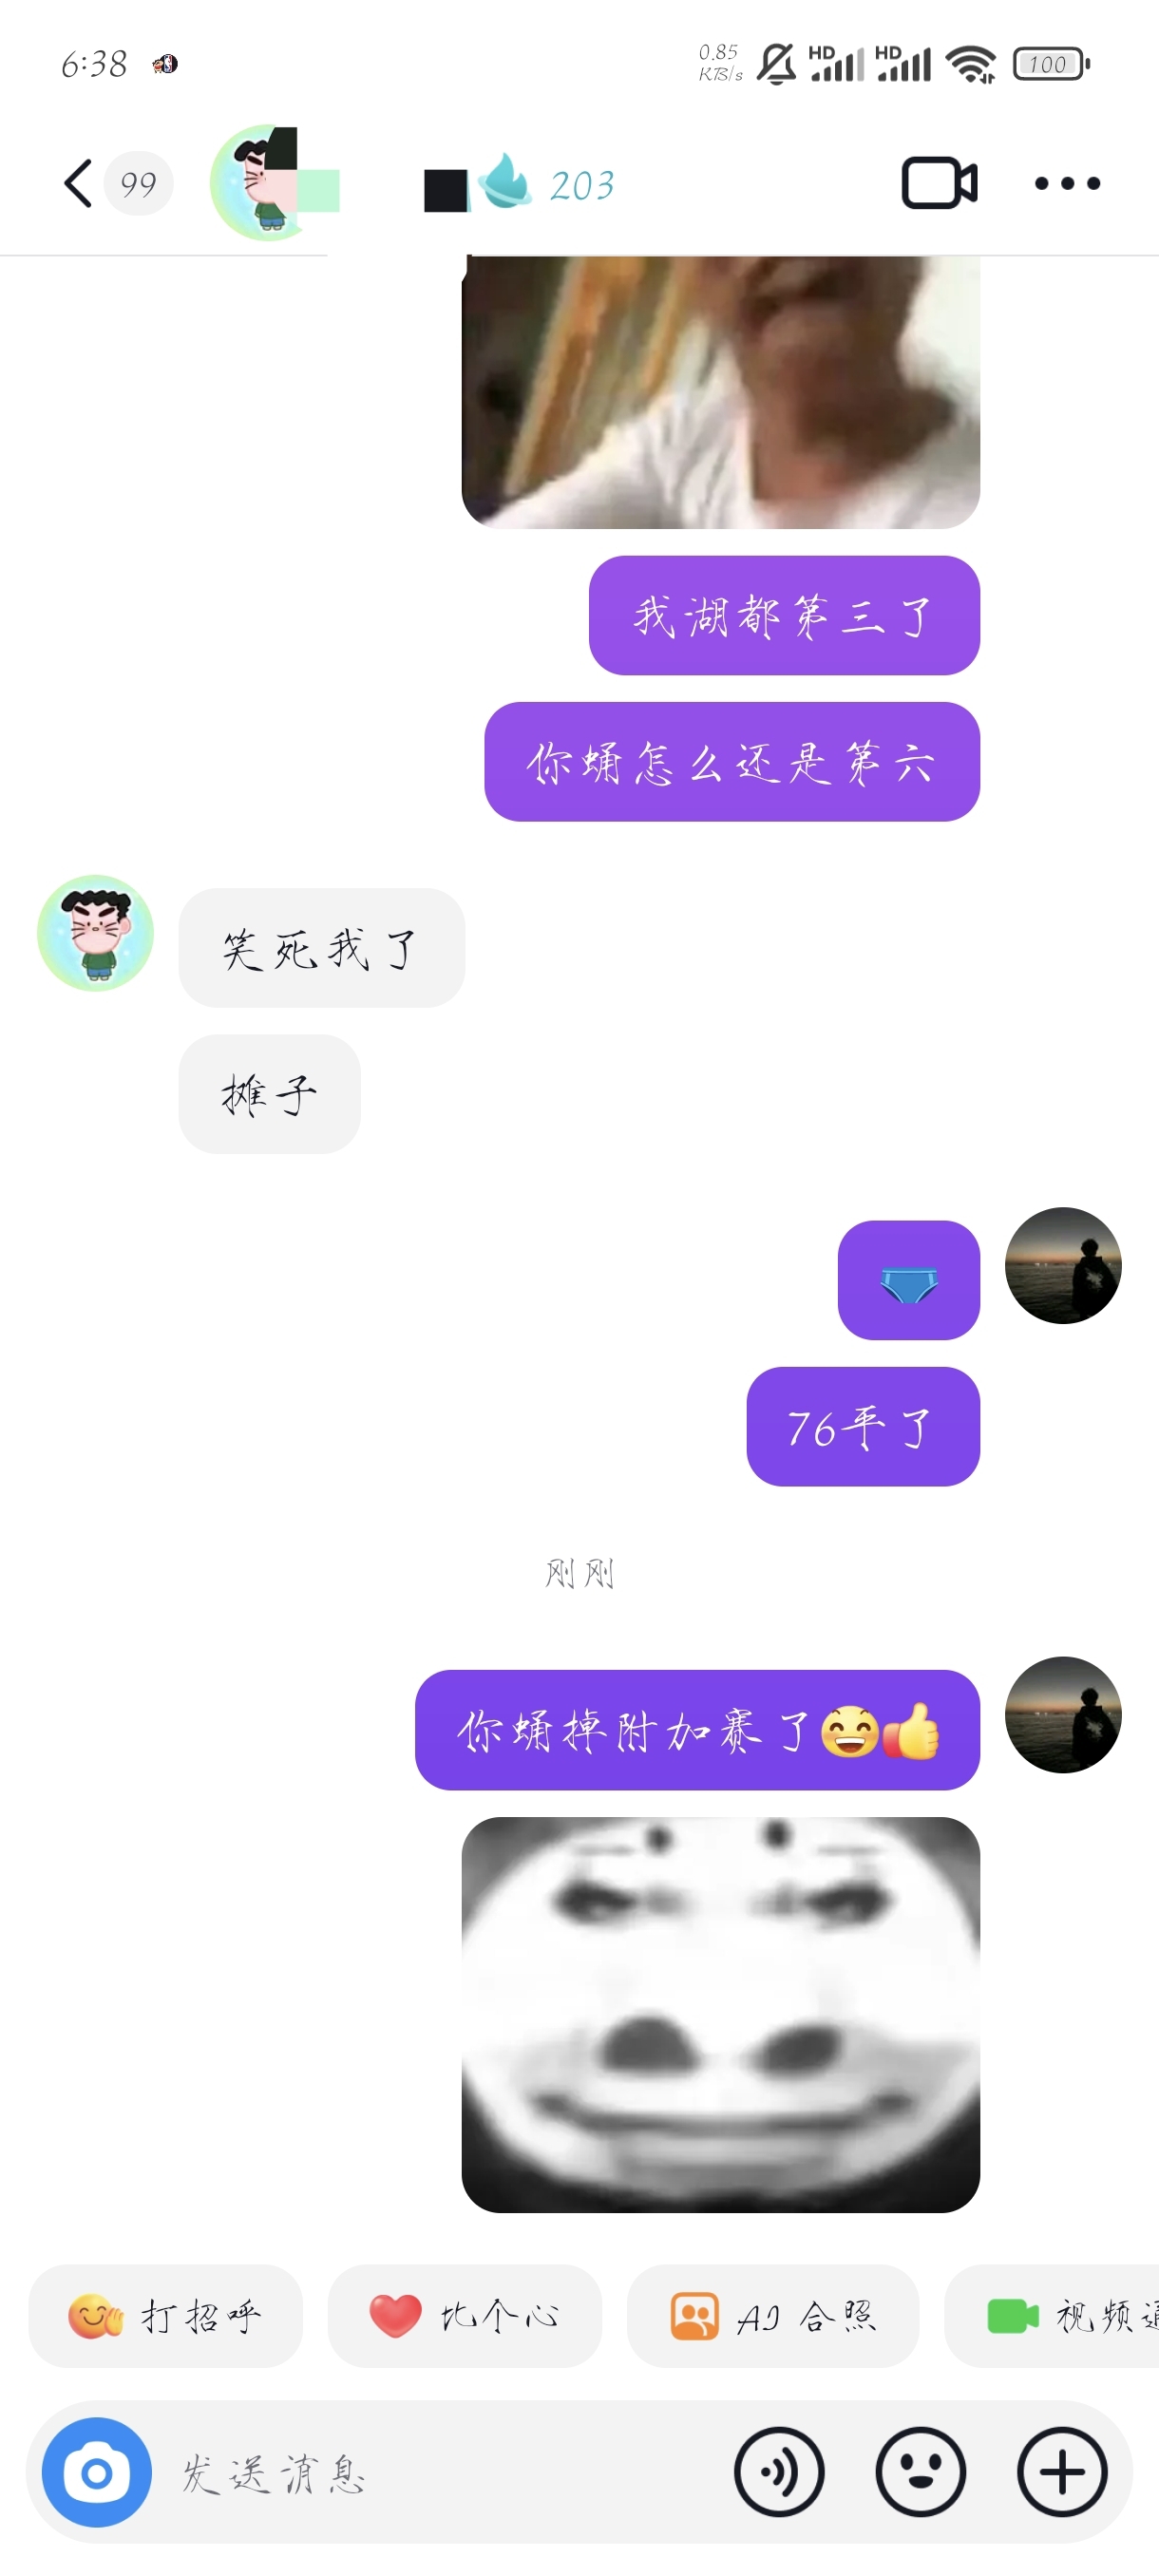 6:38
0.85
KB/s
HD
HD
100
99
203
我湖都第三了
你蛹怎么还是第六
笑死我了
摊子
76平了
刚刚
你蛹掉附加赛了😄👍
打招呼
比个心
AI 合照
视频通
发送消息